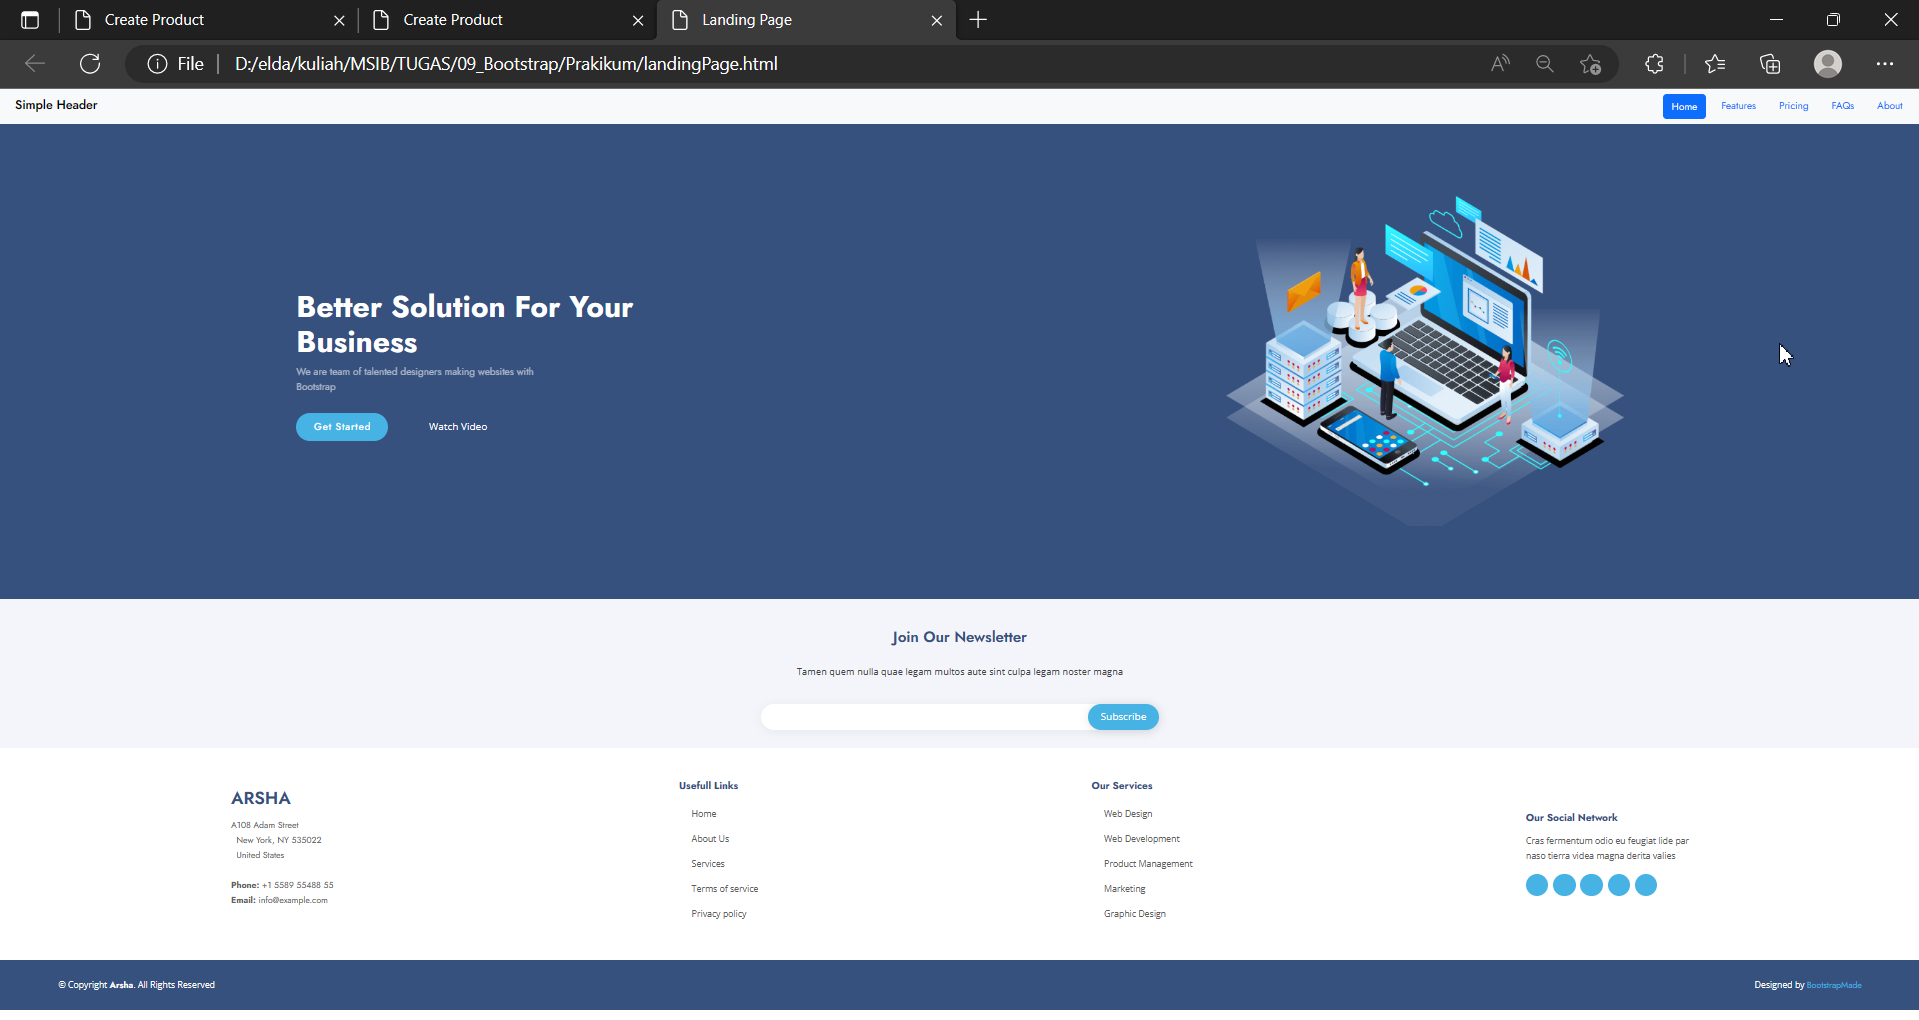 Create Product
Create Product
Landing Page
File
D:/elda/kuliah/MSIB/TUGAS/09_Bootstrap/Prakikum/landingPage.html
Simple Header
Home
Features
Pricing
FAQs
About
Better Solution For Your
Business
We are team of talented designers making websites with
Bootstrap
Get Started
Watch Video
Join Our Newsletter
Tamen quem nulla quae legam multos aute sint culpa legam noster magna
Subscribe
ARSHA
A108 Adam Street
New York, NY 535022
United States
Phone: +1 5589 55488 55
Email: info@example.com
Usefull Links
Home
About Us
Services
Terms of service
Privacy policy
Our Services
Web Design
Web Development
Product Management
Marketing
Graphic Design
Our Social Network
Cras fermentum odio eu feugiat lide par
naso tierra videa magna derita valies
© Copyright Arsha. All Rights Reserved
Designed by BootstrapMade